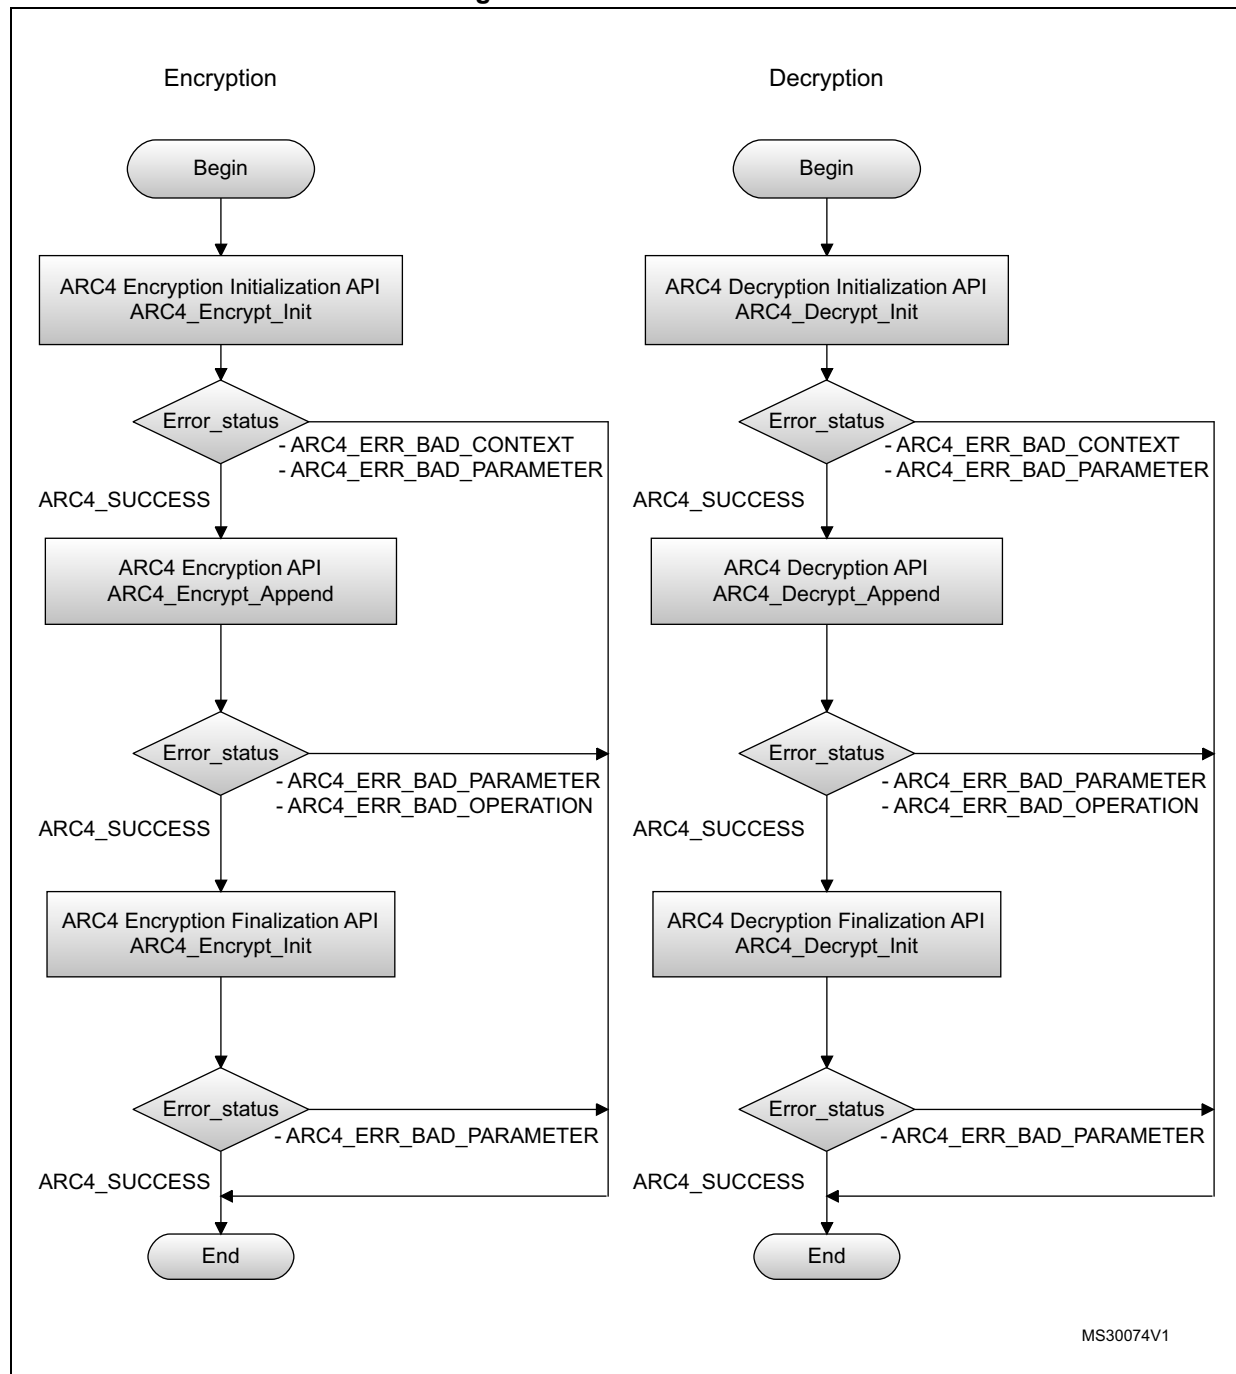 Encryption
Begin
ARC4 Encryption Initialization API
ARC4_Encrypt_Init
Error_status
- ARC4_ERR_BAD_CONTEXT
- ARC4_ERR_BAD_PARAMETER
ARC4_SUCCESS
ARC4 Encryption API
ARC4_Encrypt_Append
Error_status
- ARC4_ERR_BAD_PARAMETER
- ARC4_ERR_BAD_OPERATION
ARC4_SUCCESS
ARC4 Encryption Finalization API
ARC4_Encrypt_Init
Error_status
- ARC4_ERR_BAD_PARAMETER
ARC4_SUCCESS
End
Decryption
Begin
ARC4 Decryption Initialization API
ARC4_Decrypt_Init
Error_status
- ARC4_ERR_BAD_CONTEXT
- ARC4_ERR_BAD_PARAMETER
ARC4_SUCCESS
ARC4 Decryption API
ARC4_Decrypt_Append
Error_status
- ARC4_ERR_BAD_PARAMETER
- ARC4_ERR_BAD_OPERATION
ARC4_SUCCESS
ARC4 Decryption Finalization API
ARC4_Decrypt_Init
Error_status
- ARC4_ERR_BAD_PARAMETER
ARC4_SUCCESS
End
MS30074V1